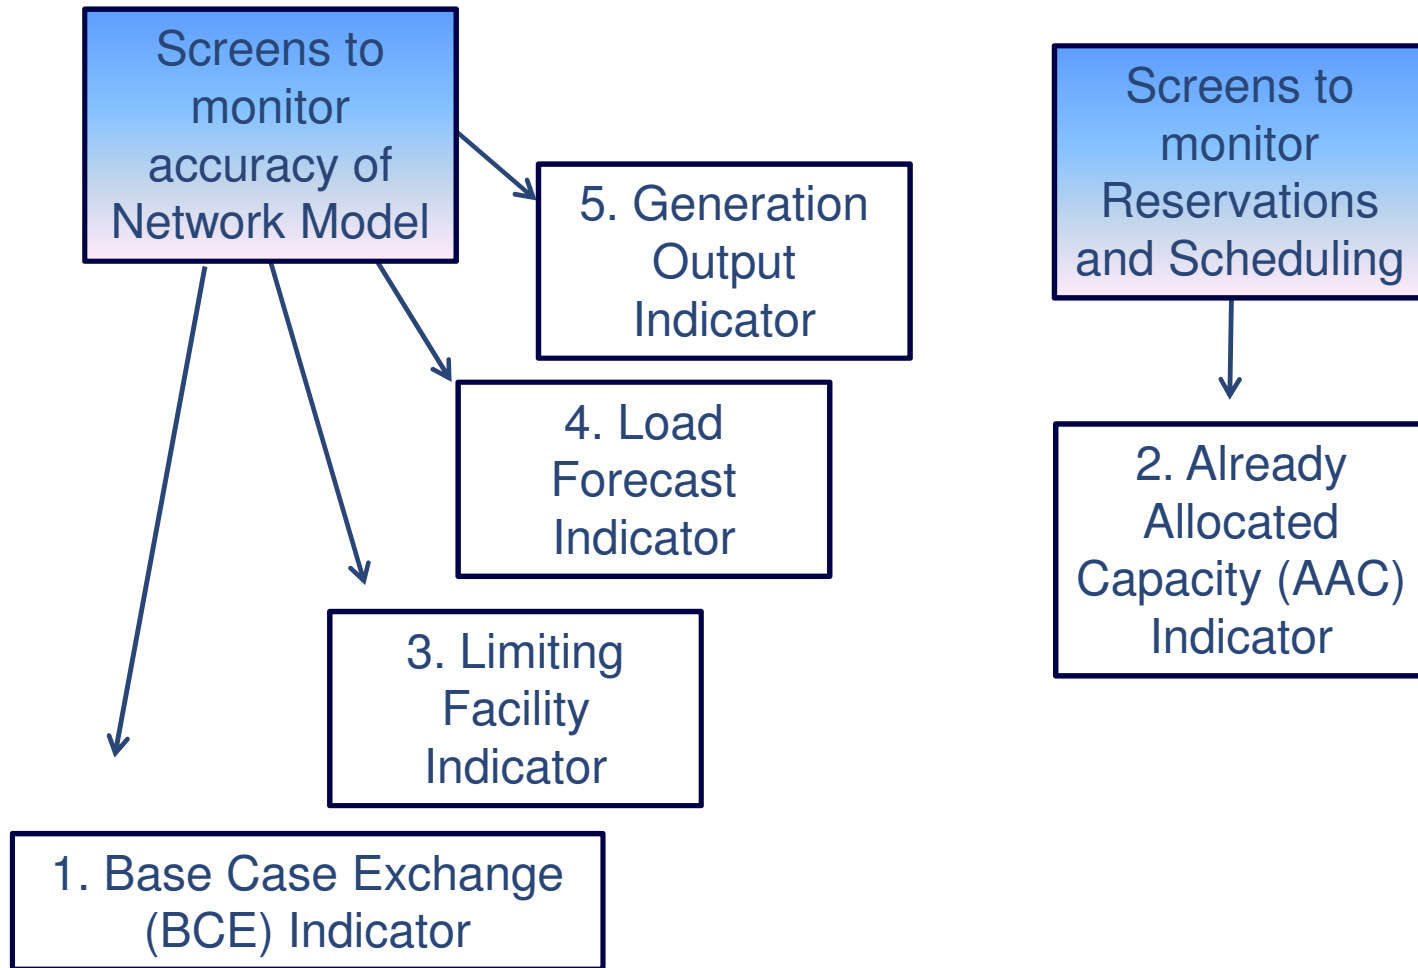 Screens to
monitor
accuracy of
Network Model
5. Generation
Output
Indicator
4. Load
Forecast
Indicator
3. Limiting
Facility
Indicator
1. Base Case Exchange
(BCE) Indicator
Screens to
monitor
Reservations
and Scheduling
2. Already
Allocated
Capacity (AAC)
Indicator